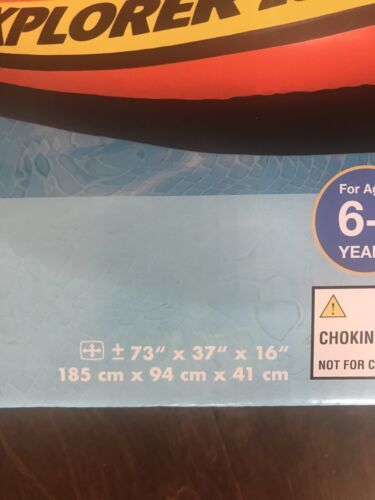 XPLORER
For Ag
6-
YEA
± 73" x 37" x 16"
185 cm x 94 cm x 41 cm
CHOKIN
NOT FOR C